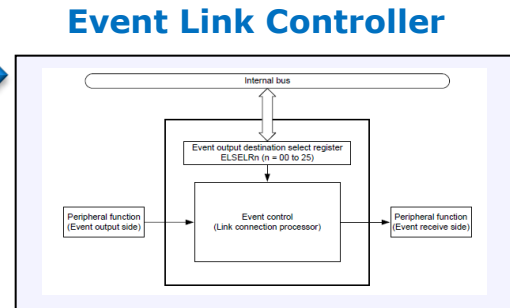 Event Link Controller
Internal bus
Event output destination select register
ELSELRn (n = 00 to 25)
Peripheral function
(Event output side)
Event control
(Link connection processor)
Peripheral function
(Event receive side)